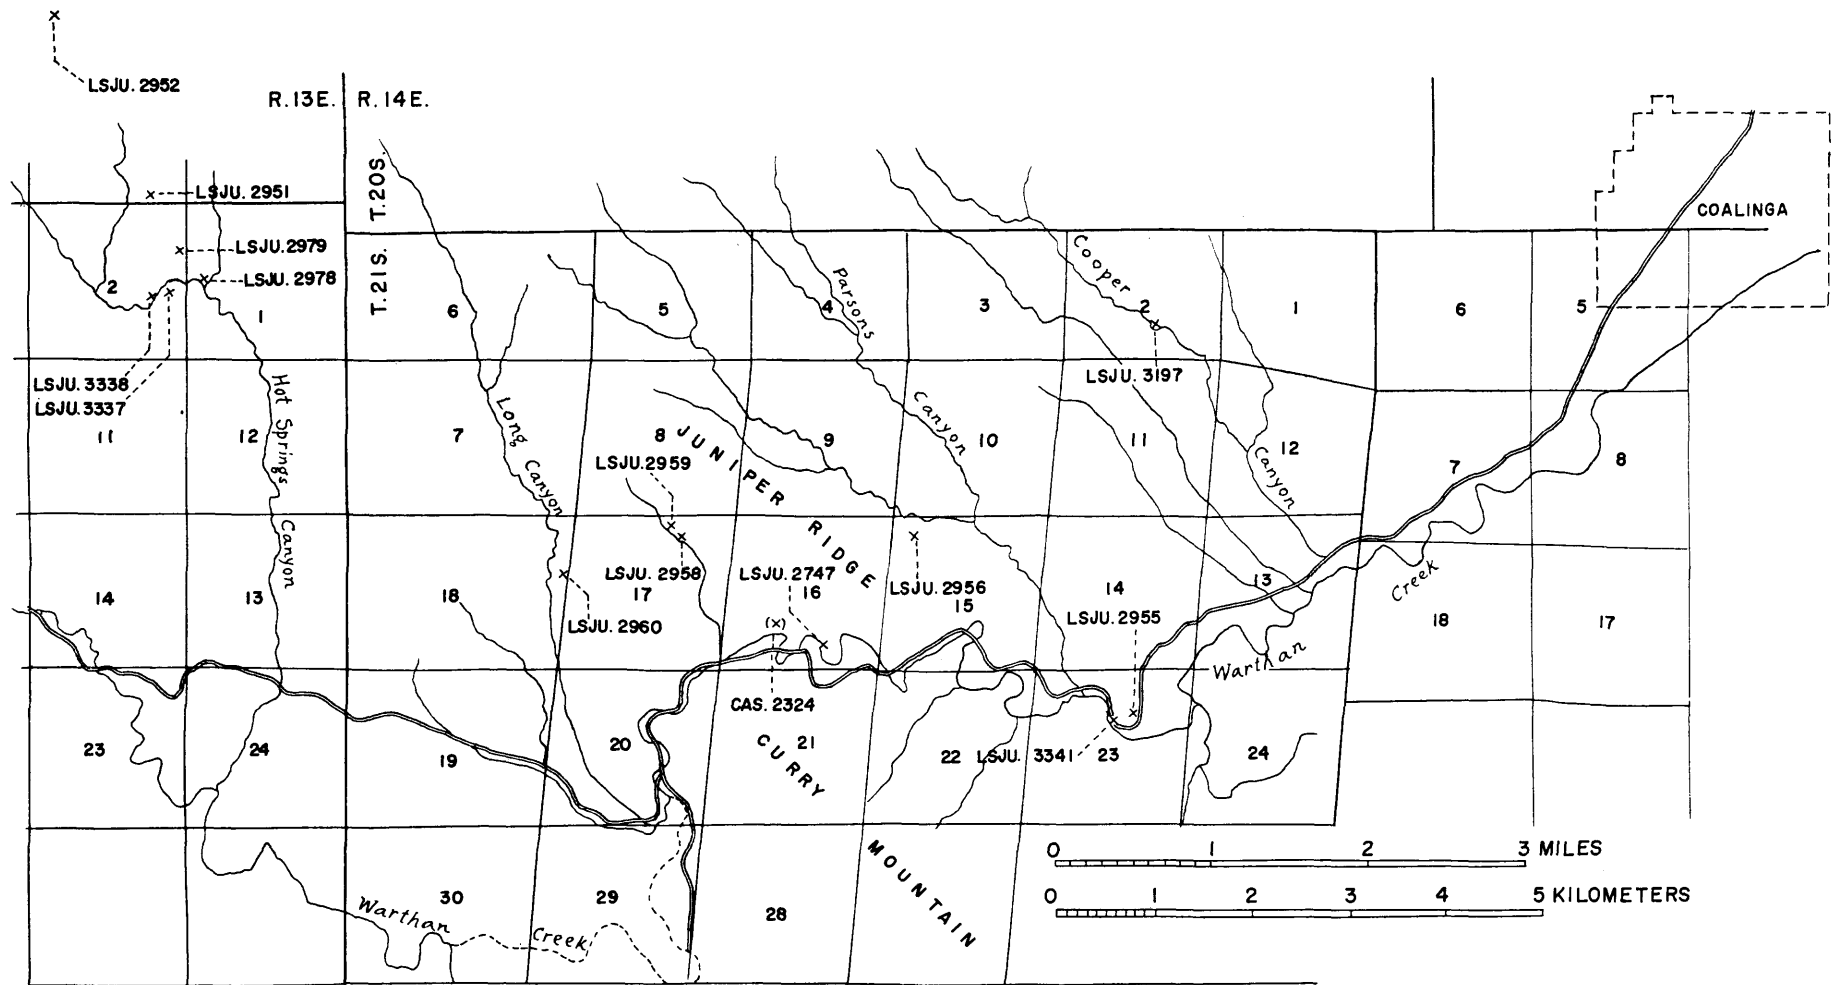 LSJU. 2952
R.13E. R.14E.
T.20S.
LSJU. 2951
COALINGA
LSJU. 2979
Cooper
T.21S.
LSJU. 2978
Parsons
2
1
6
5
4
3
2
1
6
5
LSJU. 3338
LSJU. 3197
LSJU. 3337
Hot Springs Canyon
Long Canyon
Canyon
11
12
7
8
9
10
11
12
7
8
JUNIPER RIDGE
Canyon
LSJU. 2959
LSJU. 2958
LSJU. 2747
LSJU. 2956
Creek
14
13
18
17
16
15
14
13
18
17
LSJU. 2955
LSJU. 2960
(x)
Warthan
CAS. 2324
23
24
19
20
21
22
LSJU. 3341
23
24
CURRY MOUNTAIN
0 1 2 3 MILES
0 1 2 3 4 5 KILOMETERS
30
29
28
Warthan Creek